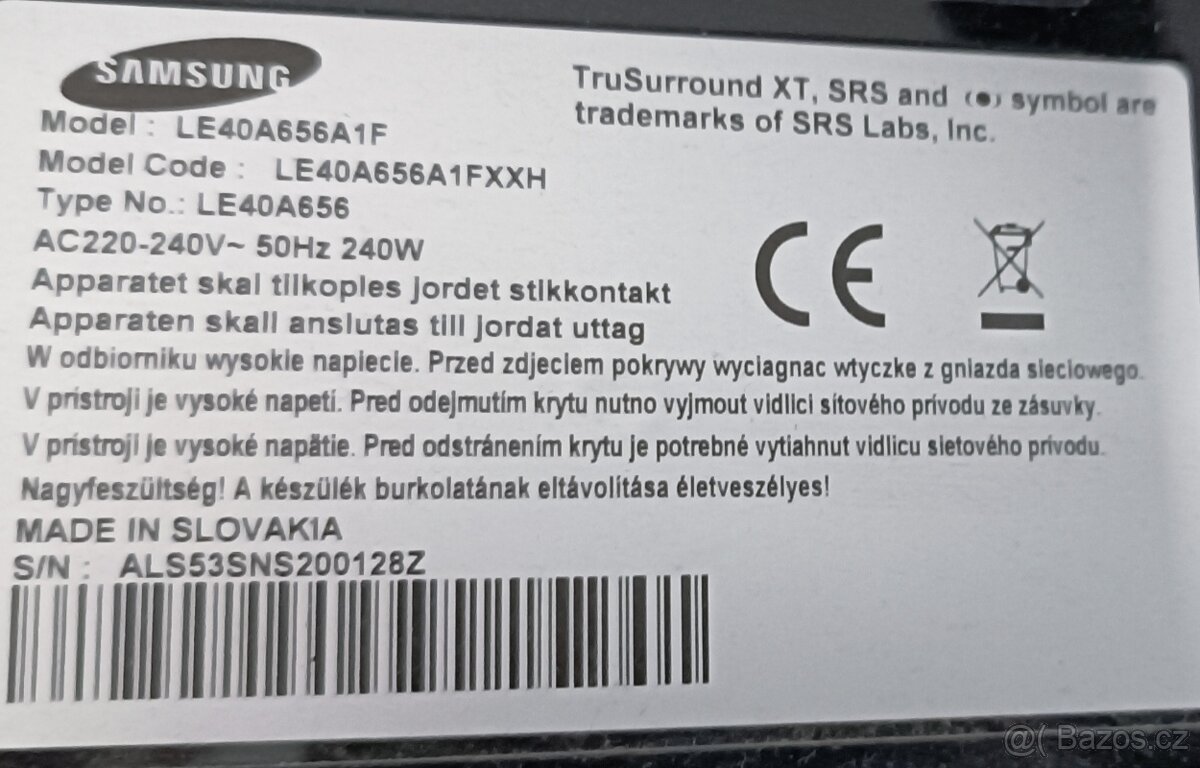 SAMSUNG
TruSurround XT, SRS and (●) symbol are
trademarks of SRS Labs, Inc.
Model : LE40A656A1F
Model Code : LE40A656A1FXXH
Type No.: LE40A656
AC220-240V~ 50Hz 240W
Apparatet skal tilkoples jordet stikkontakt
Apparaten skall anslutas till jordat uttag
W odbiorniku wysokie napiecie. Przed zdjeciem pokrywy wyciagnac wtyczke z gniazda sieciowego.
V prístroji je vysoké napetí. Pred odejmutím krytu nutno vyjmout vidlici sítového prívodu ze zásuvky.
V prístroji je vysoké napätie. Pred odstránením krytu je potrebné vytiahnut vidlicu sietového prívodu.
Nagyfeszültség! A készülék burkolatának eltávolítása életveszélyes!
CE
MADE IN SLOVAKIA
S/N : ALS53SNS200128Z
@( Bazos.cz